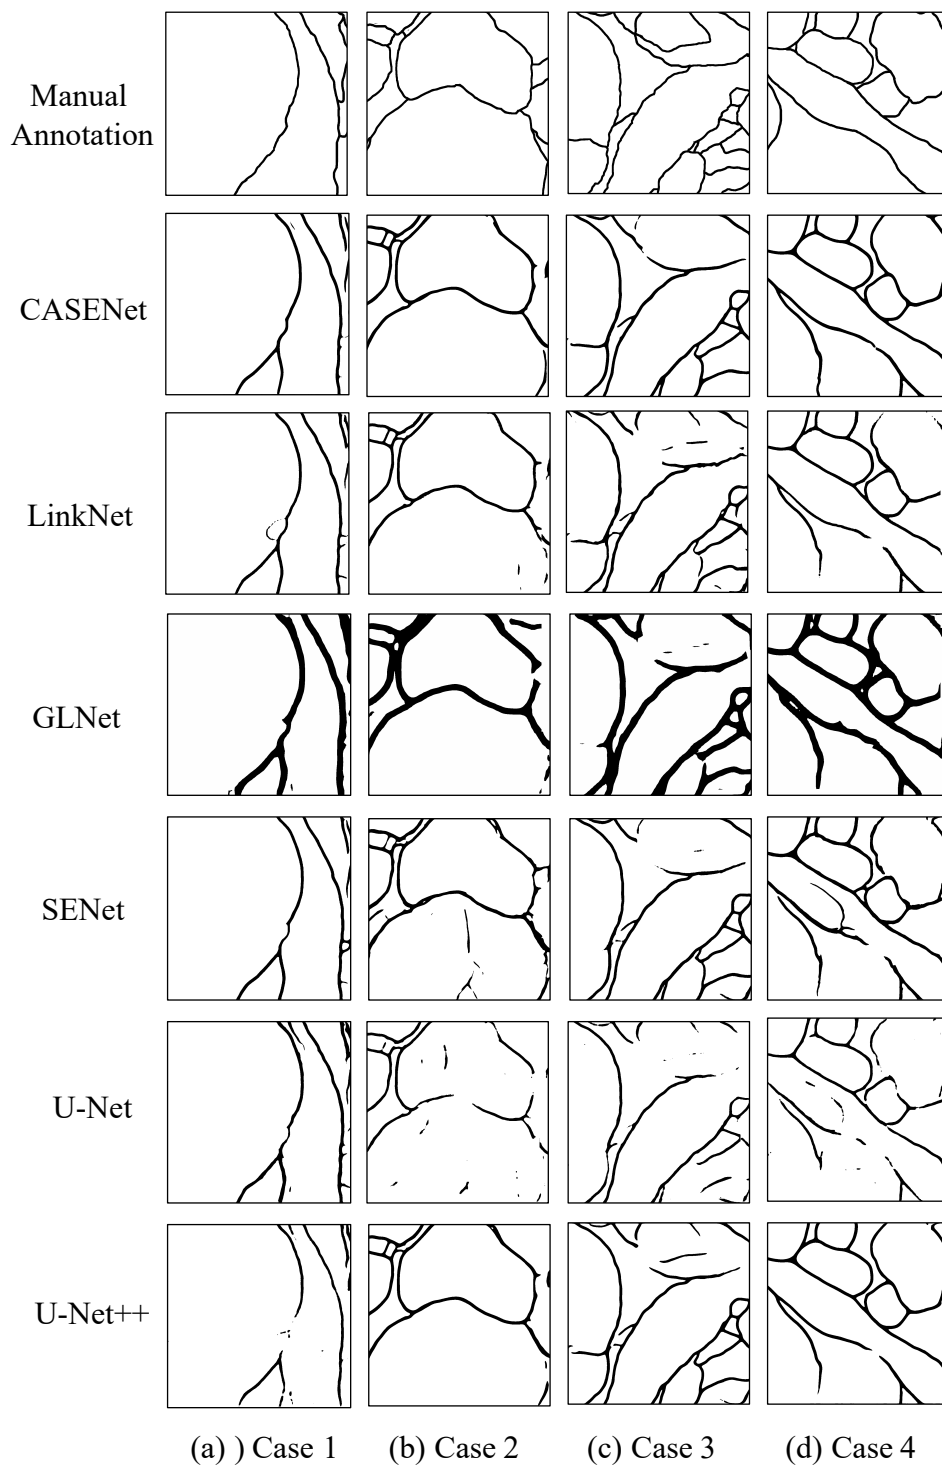 Manual
Annotation
CASENet
LinkNet
GLNet
SENet
U-Net
U-Net++
(a) ) Case 1 (b) Case 2 (c) Case 3 (d) Case 4